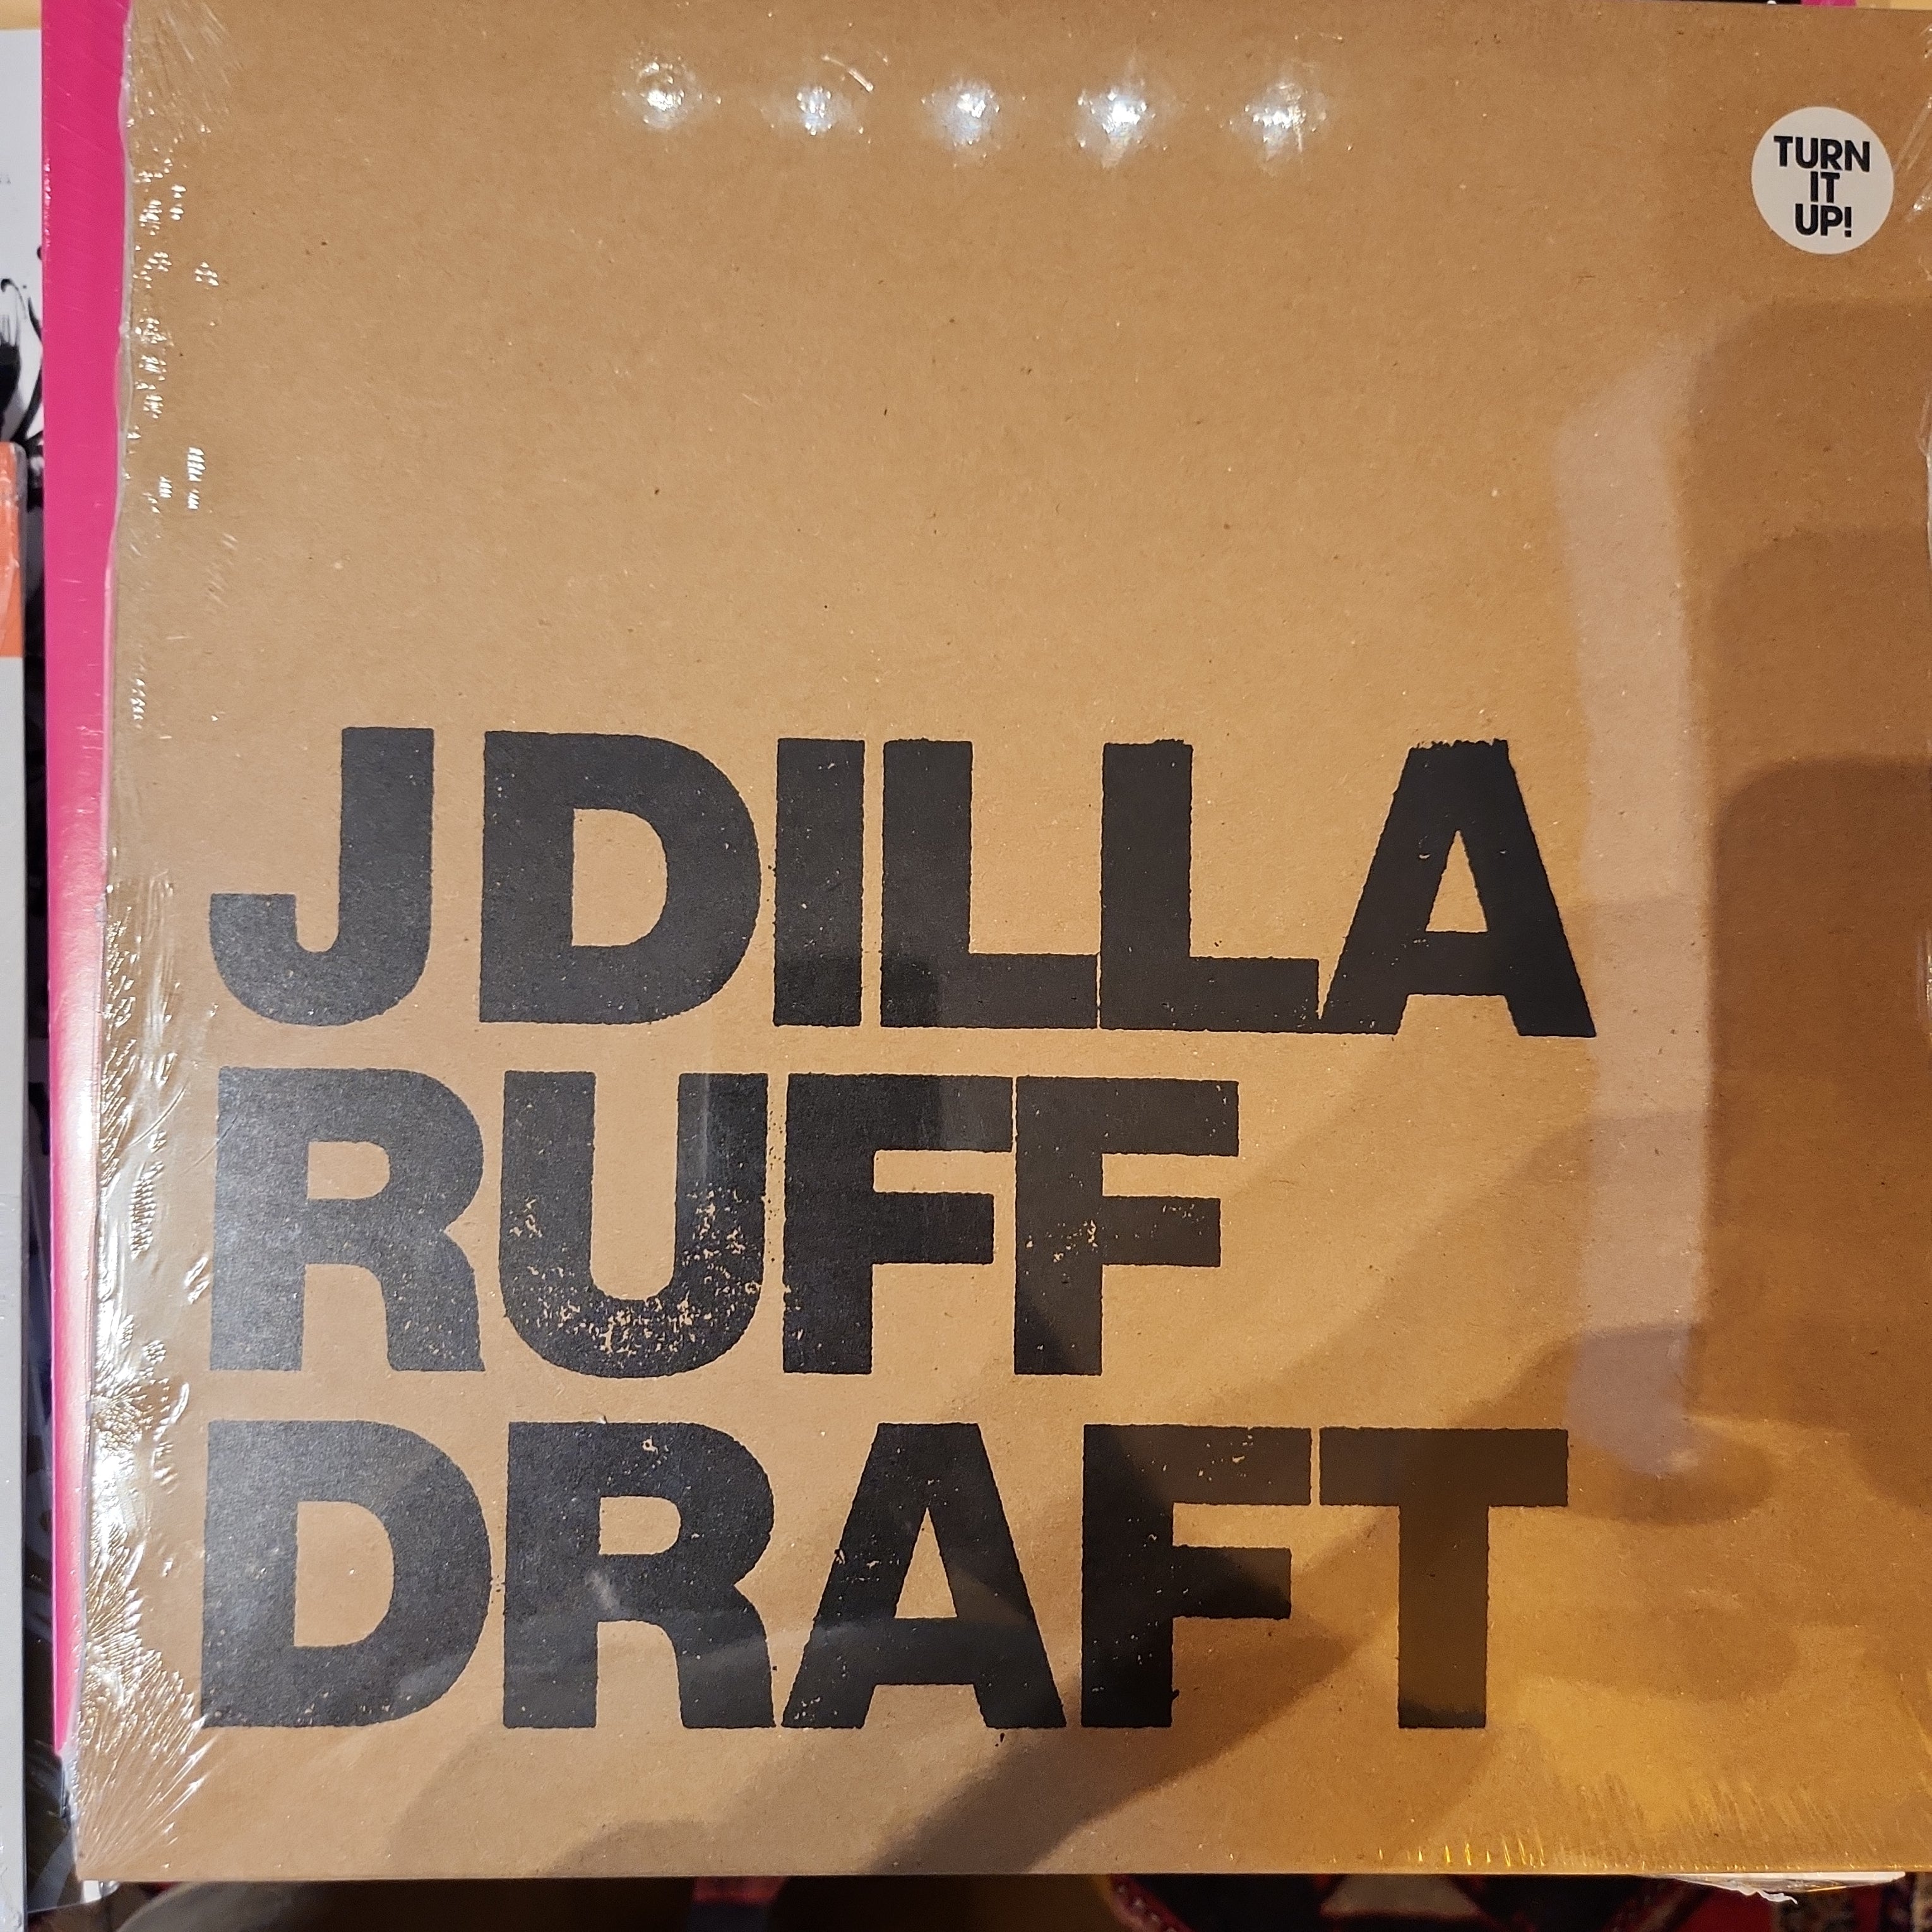 TURN
IT
UP!
J DILLA
RUFF
DRAFT